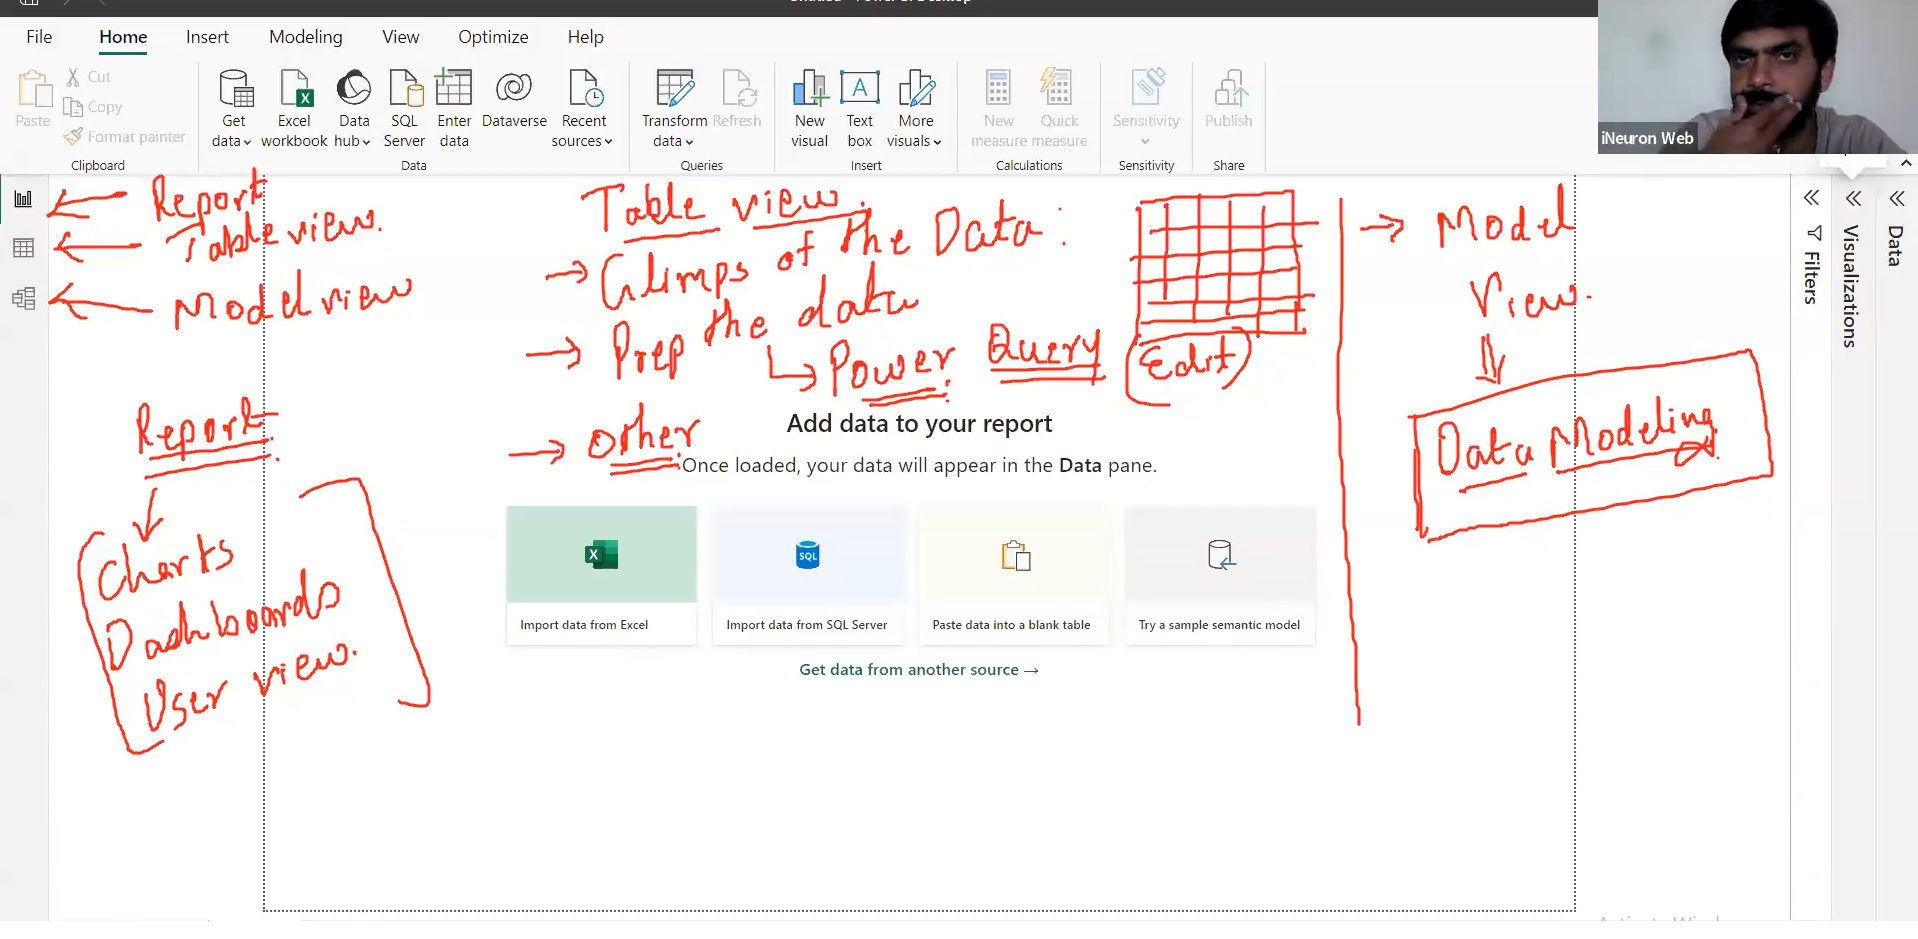 File Home Insert Modeling View Optimize Help
Paste
Cut
Copy
Format painter
Clipboard
Get data
Excel workbook
Data hub
SQL Server
Enter data
Dataverse
Recent sources
Data
Transform data
Refresh
Queries
New visual
Text box
More visuals
Insert
New measure
Quick measure
Calculations
Sensitivity
Sensitivity
Publish
Share
iNeuron Web
Report
Table view.
Model view
Report
Charts
Dashboards
User view.
Table view.
Glimps of the Data :
Prep the data
Power Query (Edit)
Other
Model
View.
Data Modeling
Add data to your report
Once loaded, your data will appear in the Data pane.
SQL
Import data from Excel
Import data from SQL Server
Paste data into a blank table
Try a sample semantic model
Get data from another source →
Filters
Visualizations
Data